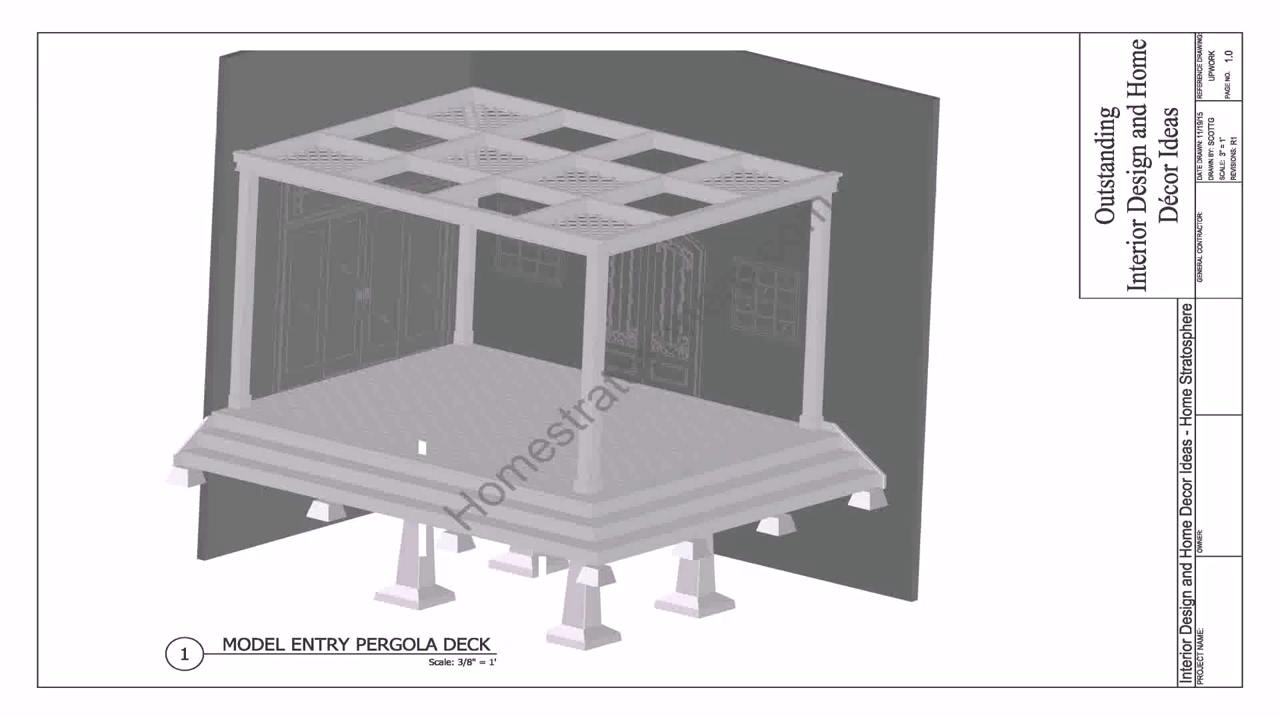 Outstanding
Interior Design and Home
Décor Ideas
REFERENCE DRAWING:
UPWORK
PAGE NO. 1.0
DATE DRAWN: 11/19/15
DRAWN BY: SCOTTG
SCALE: 3" = 1'
REVISIONS: R1
GENERAL CONTRACTOR:
OWNER:
Interior Design and Home Decor Ideas - Home Stratosphere
PROJECT NAME:
1
MODEL ENTRY PERGOLA DECK
Scale: 3/8" = 1'